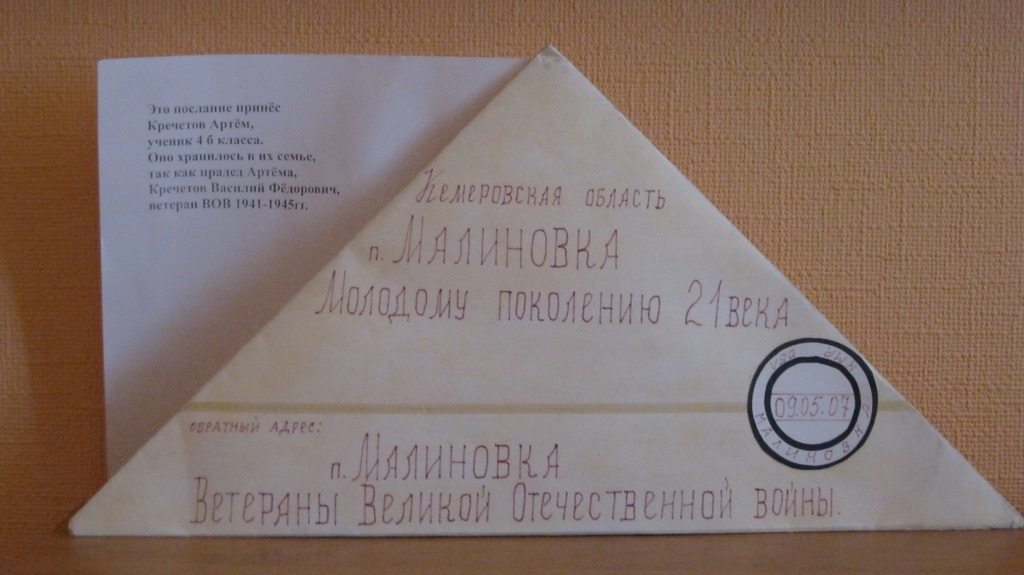 Это послание принёс
Кречетов Артём,
ученик 4 б класса.
Оно хранилось в их семье,
так как прадед Артёма,
Кречетов Василий Фёдорович,
ветеран ВОВ 1941-1945гг.
Кемеровская область
п. Малиновка
Молодому поколению 21 века
09.05.07
Малиновка
Обратный адрес:
п. Малиновка
Ветераны Великой Отечественной войны.